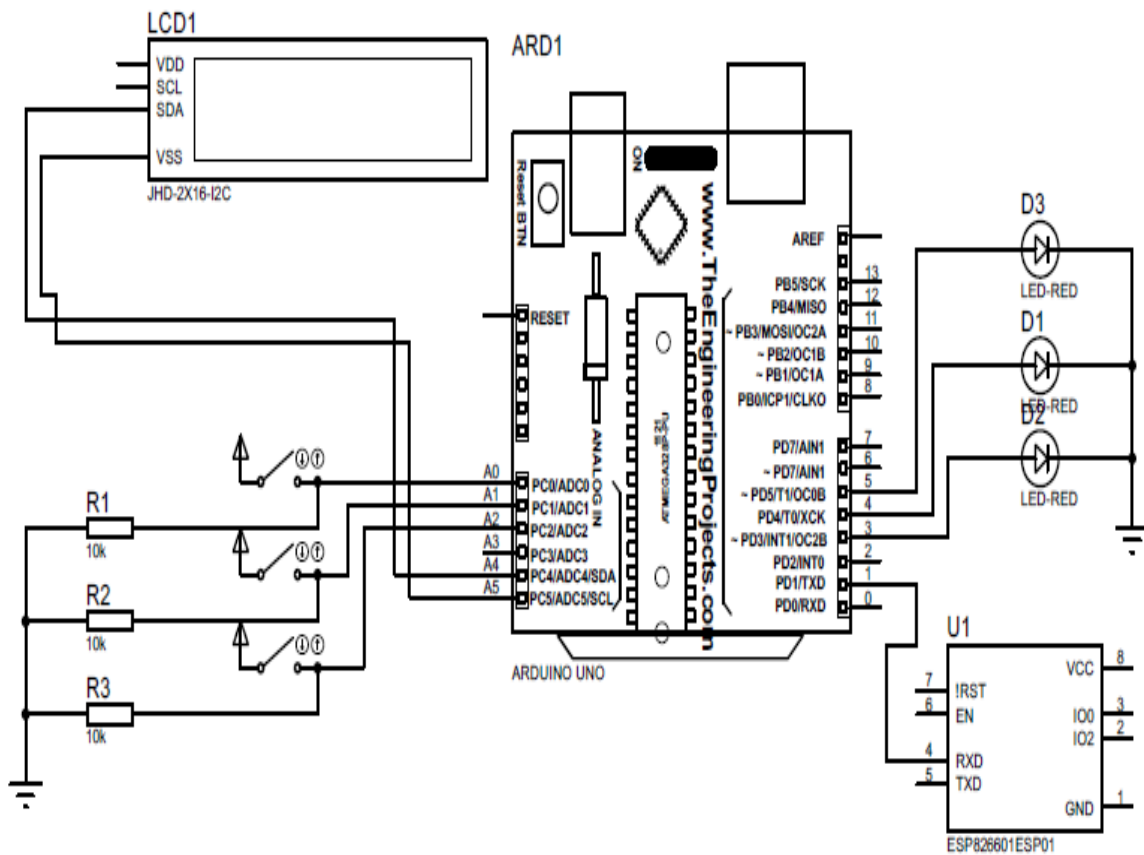 LCD1
VDD
SCL
SDA
VSS
JHD-2X16-I2C
ARD1
Reset BTN
ON
www.TheEngineeringProjects.com
ANALOG IN
RESET
A0 PC0/ADC0
A1 PC1/ADC1
A2 PC2/ADC2
A3 PC3/ADC3
A4 PC4/ADC4/SDA
A5 PC5/ADC5/SCL
AREF
PB5/SCK 13
PB4/MISO 12
~ PB3/MOSI/OC2A 11
~ PB2/OC1B 10
~ PB1/OC1A 9
PB0/ICP1/CLKO 8
PD7/AIN1 7
~ PD7/AIN1 6
~ PD5/T1/OC0B 5
PD4/T0/XCK 4
~ PD3/INT1/OC2B 3
PD2/INT0 2
PD1/TXD 1
PD0/RXD 0
ARDUINO UNO
R1
10k
R2
10k
R3
10k
D3
LED-RED
D1
LED-RED
D2
LED-RED
U1
7 !RST
6 EN
4 RXD
5 TXD
VCC 8
IO0 3
IO2 2
GND 1
ESP826601ESP01